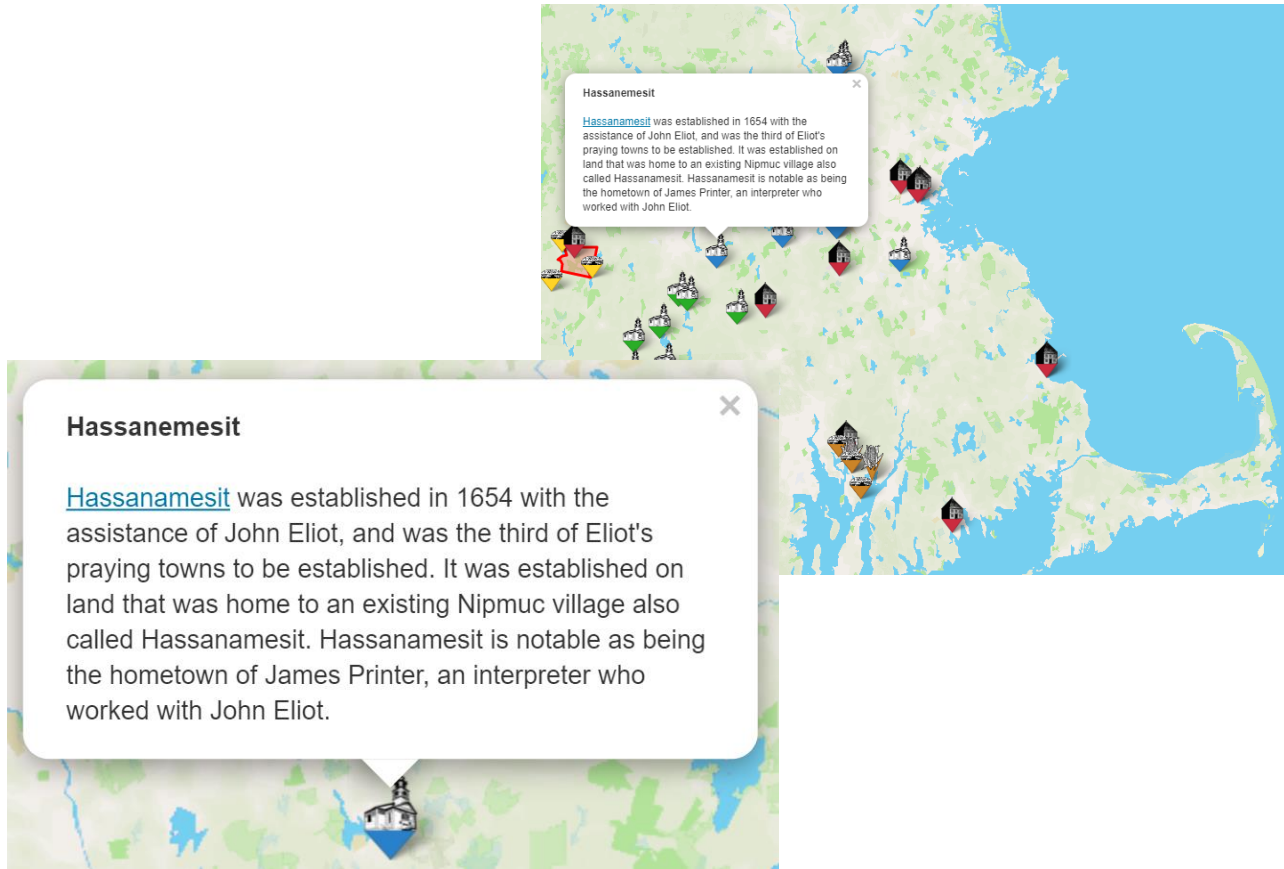 Hassanemesit
×
Hassanamesit was established in 1654 with the
assistance of John Eliot, and was the third of Eliot's
praying towns to be established. It was established on
land that was home to an existing Nipmuc village also
called Hassanamesit. Hassanamesit is notable as being
the hometown of James Printer, an interpreter who
worked with John Eliot.
Hassanemesit
×
Hassanamesit was established in 1654 with the
assistance of John Eliot, and was the third of Eliot's
praying towns to be established. It was established on
land that was home to an existing Nipmuc village also
called Hassanamesit. Hassanamesit is notable as being
the hometown of James Printer, an interpreter who
worked with John Eliot.